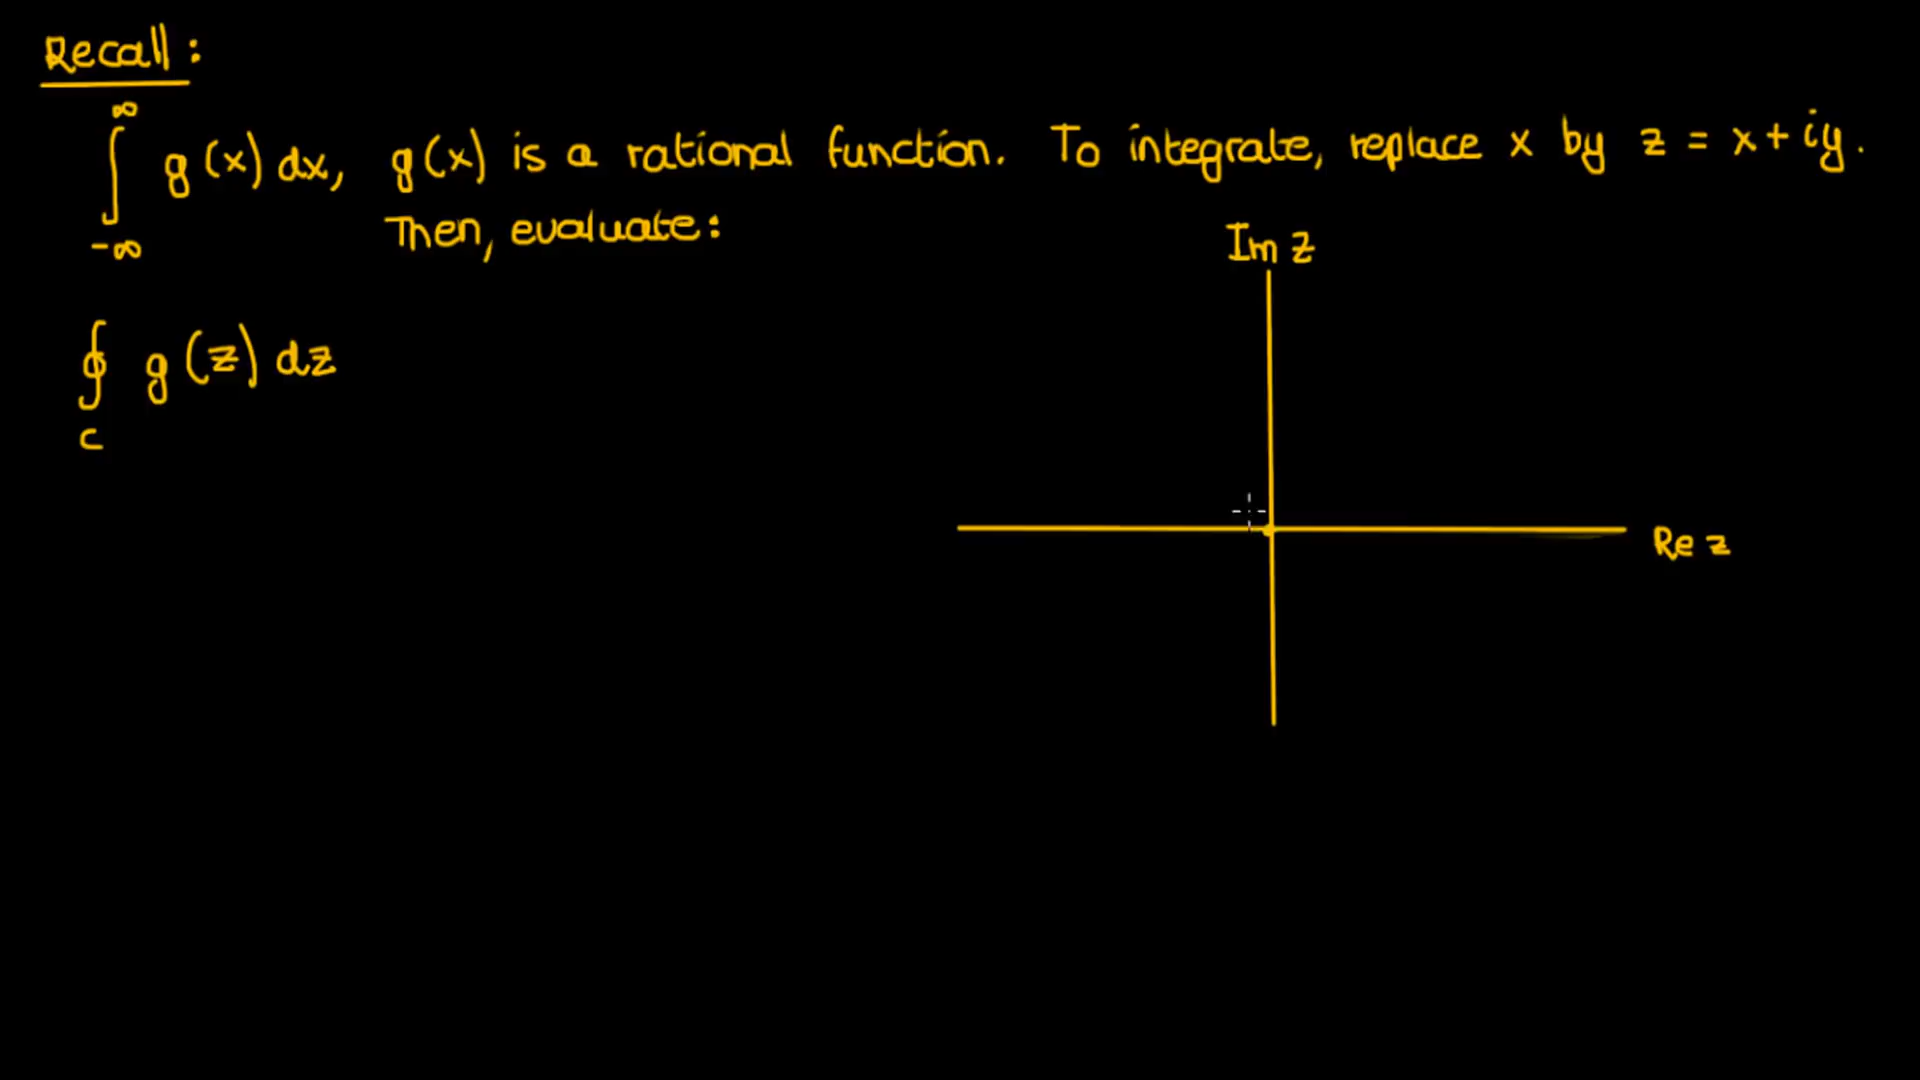 Recall:
∞
∫ g(x) dx, g(x) is a rational function. To integrate, replace x by z = x + iy.
-∞
Then, evaluate:
Im z
∮ g(z) dz
c
Re z